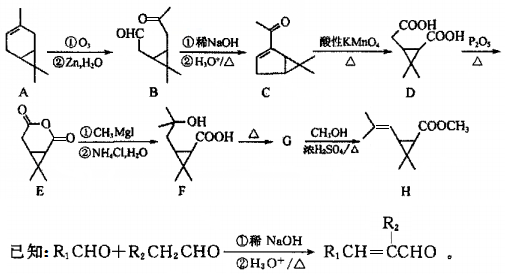 O
CHO
①O₃
②Zn,H₂O
①稀NaOH
②H₃O⁺/△
O
酸性KMnO₄
△
COOH
COOH
P₂O₅
△
A
B
C
D
O O O
①CH₃MgI
②NH₄Cl,H₂O
OH
COOH
△
G
CH₃OH
浓H₂SO₄/△
COOCH₃
E
F
H
已知:R₁CHO+R₂CH₂CHO ①稀 NaOH ②H₃O⁺/△ R₁CH=CCHO 。
R₂